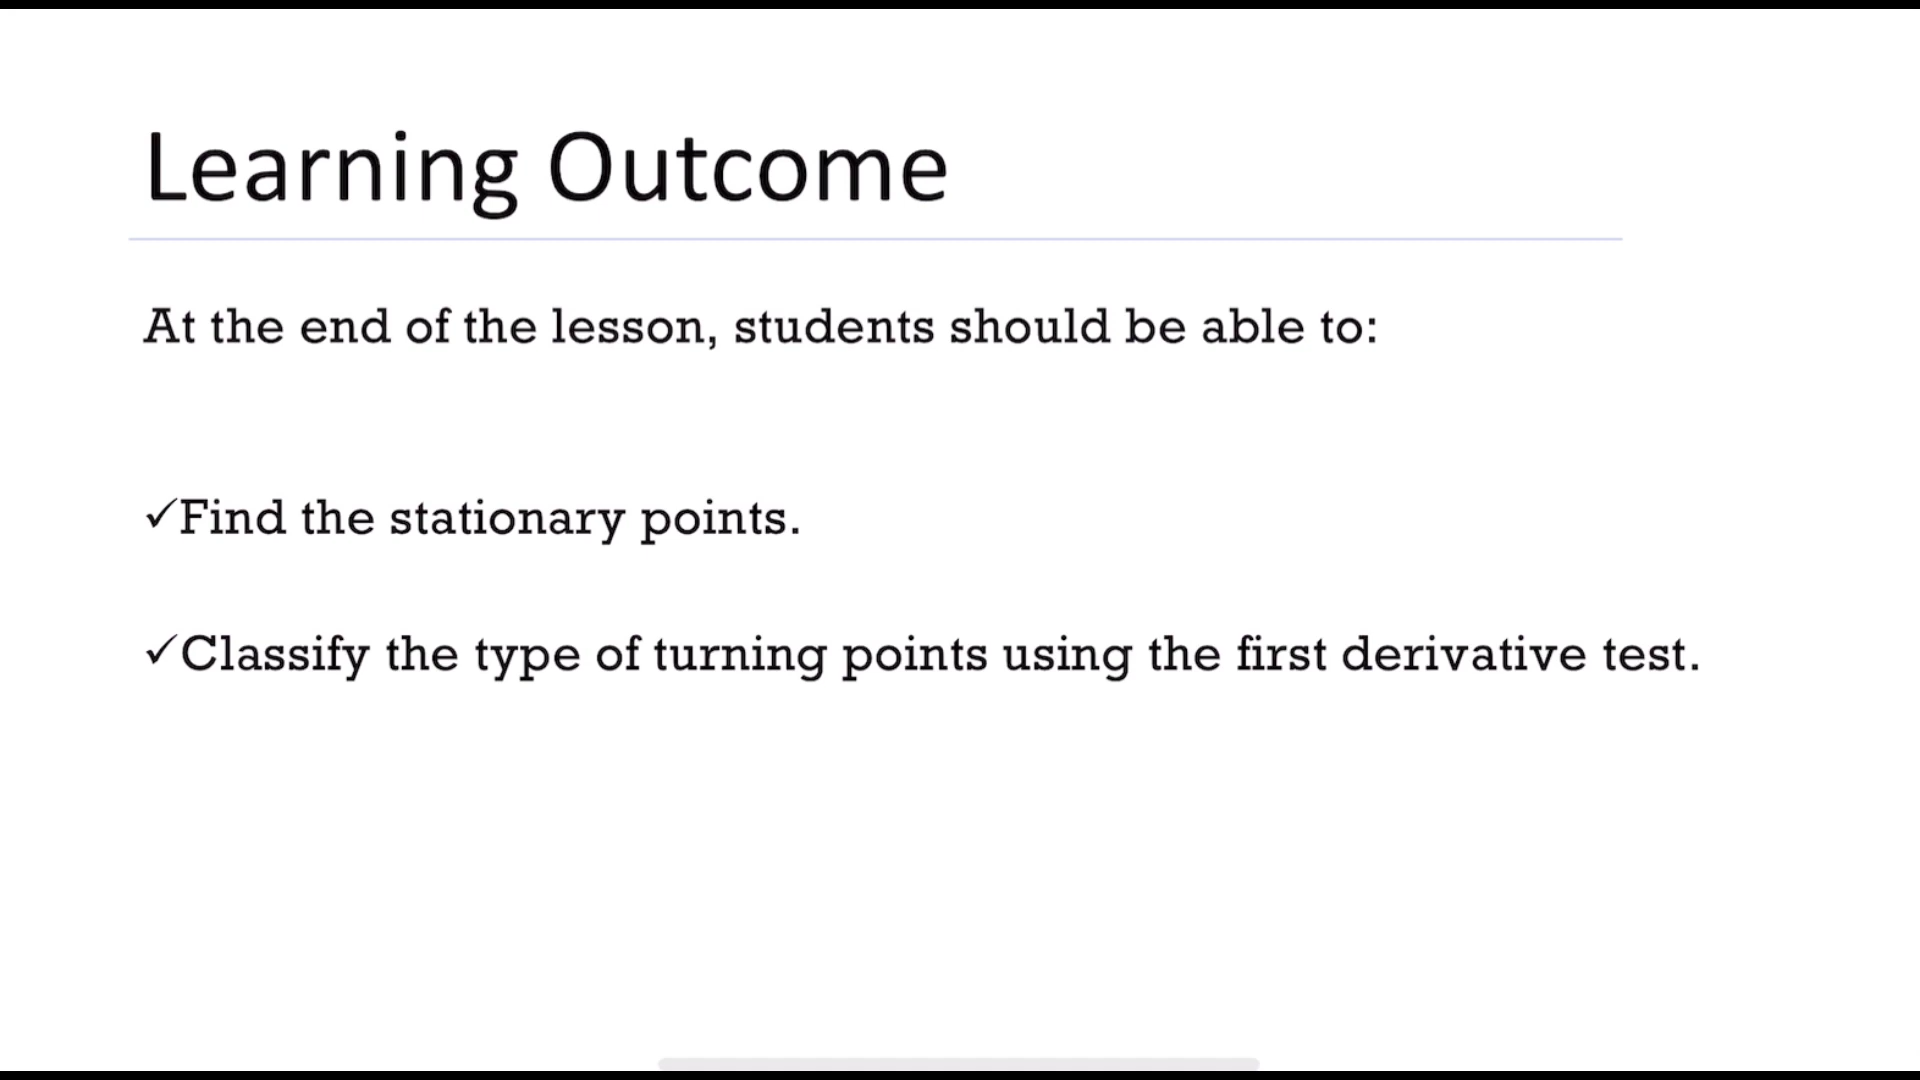 Learning Outcome
At the end of the lesson, students should be able to:
✓Find the stationary points.
✓Classify the type of turning points using the first derivative test.